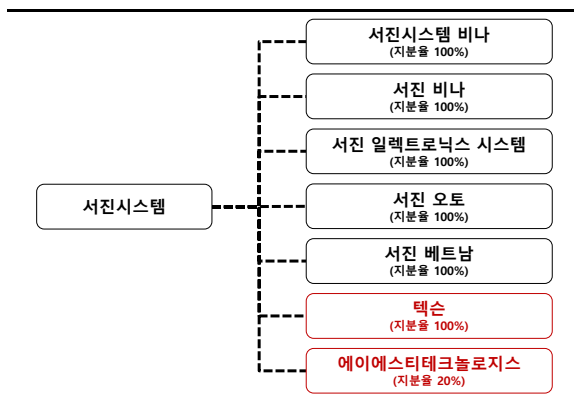 서진시스템 비나
(지분율 100%)
서진 비나
(지분율 100%)
서진 일렉트로닉스 시스템
(지분율 100%)
서진시스템
서진 오토
(지분율 100%)
서진 베트남
(지분율 100%)
텍슨
(지분율 100%)
에이에스티테크놀로지스
(지분율 20%)